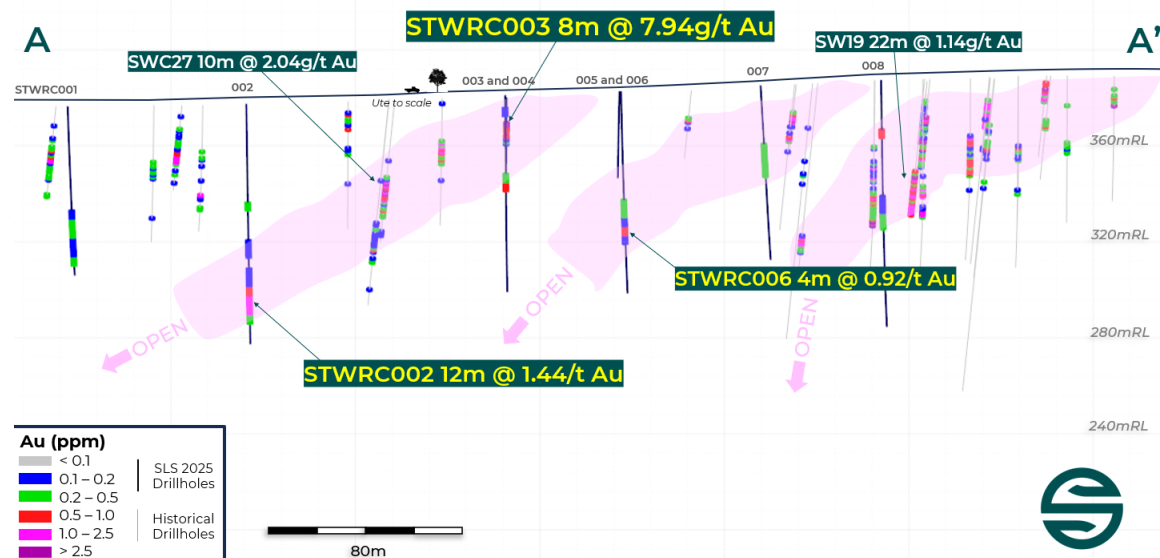 A
A'
STWRC003 8m @ 7.94g/t Au
SWC27 10m @ 2.04g/t Au
SW19 22m @ 1.14g/t Au
STWRC001
002
003 and 004
005 and 006
007
008
Ute to scale
360mRL
320mRL
280mRL
240mRL
STWRC006 4m @ 0.92/t Au
STWRC002 12m @ 1.44/t Au
OPEN
OPEN
OPEN
Au (ppm)
< 0.1
0.1 – 0.2
0.2 – 0.5
0.5 – 1.0
1.0 – 2.5
> 2.5
SLS 2025
Drillholes
Historical
Drillholes
80m